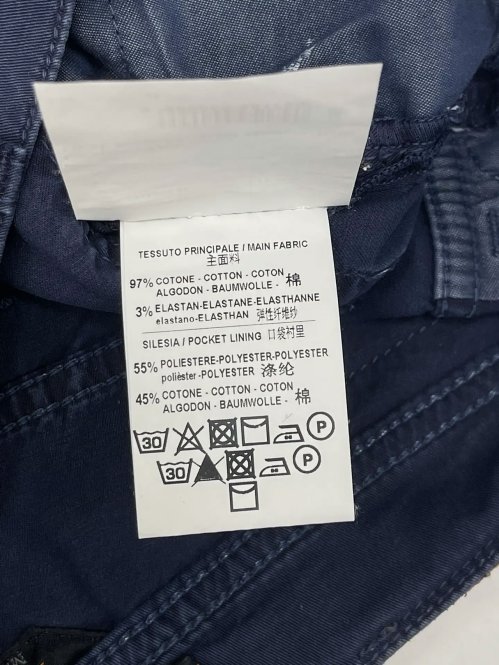 TESSUTO PRINCIPALE / MAIN FABRIC
主面料
97% COTONE - COTTON - COTON
ALGODON - BAUMWOLLE - 棉
3% ELASTAN-ELASTANE-ELASTHANNE
elastano-ELASTHAN 弹性纤维纱
SILESIA / POCKET LINING 口袋衬里
55% POLIESTERE-POLYESTER-POLYESTER
polièster-POLYESTER 涤纶
45% COTONE - COTTON - COTON
ALGODON - BAUMWOLLE - 棉
30 P
30 P